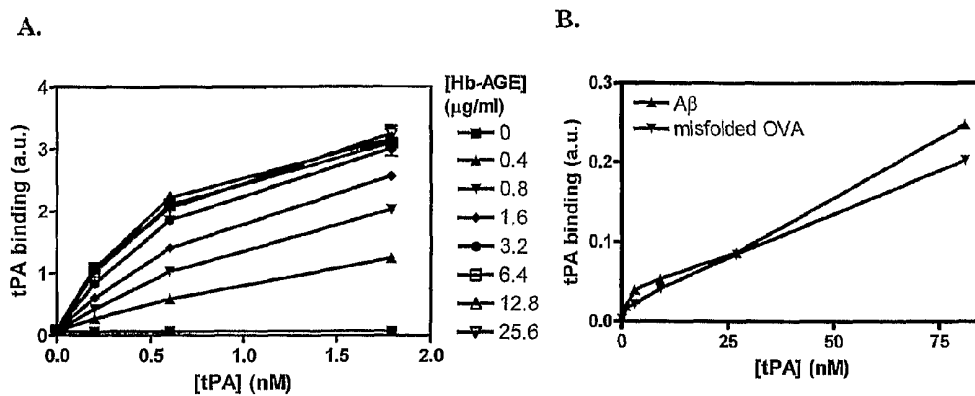 A.
tPA binding (a.u.)
4
3
2
1
0
0.0 0.5 1.0 1.5 2.0
[tPA] (nM)
[Hb-AGE]
(µg/ml)
0
0.4
0.8
1.6
3.2
6.4
12.8
25.6
B.
tPA binding (a.u.)
0.3
0.2
0.1
0.0
Aβ
misfolded OVA
0 25 50 75
[tPA] (nM)